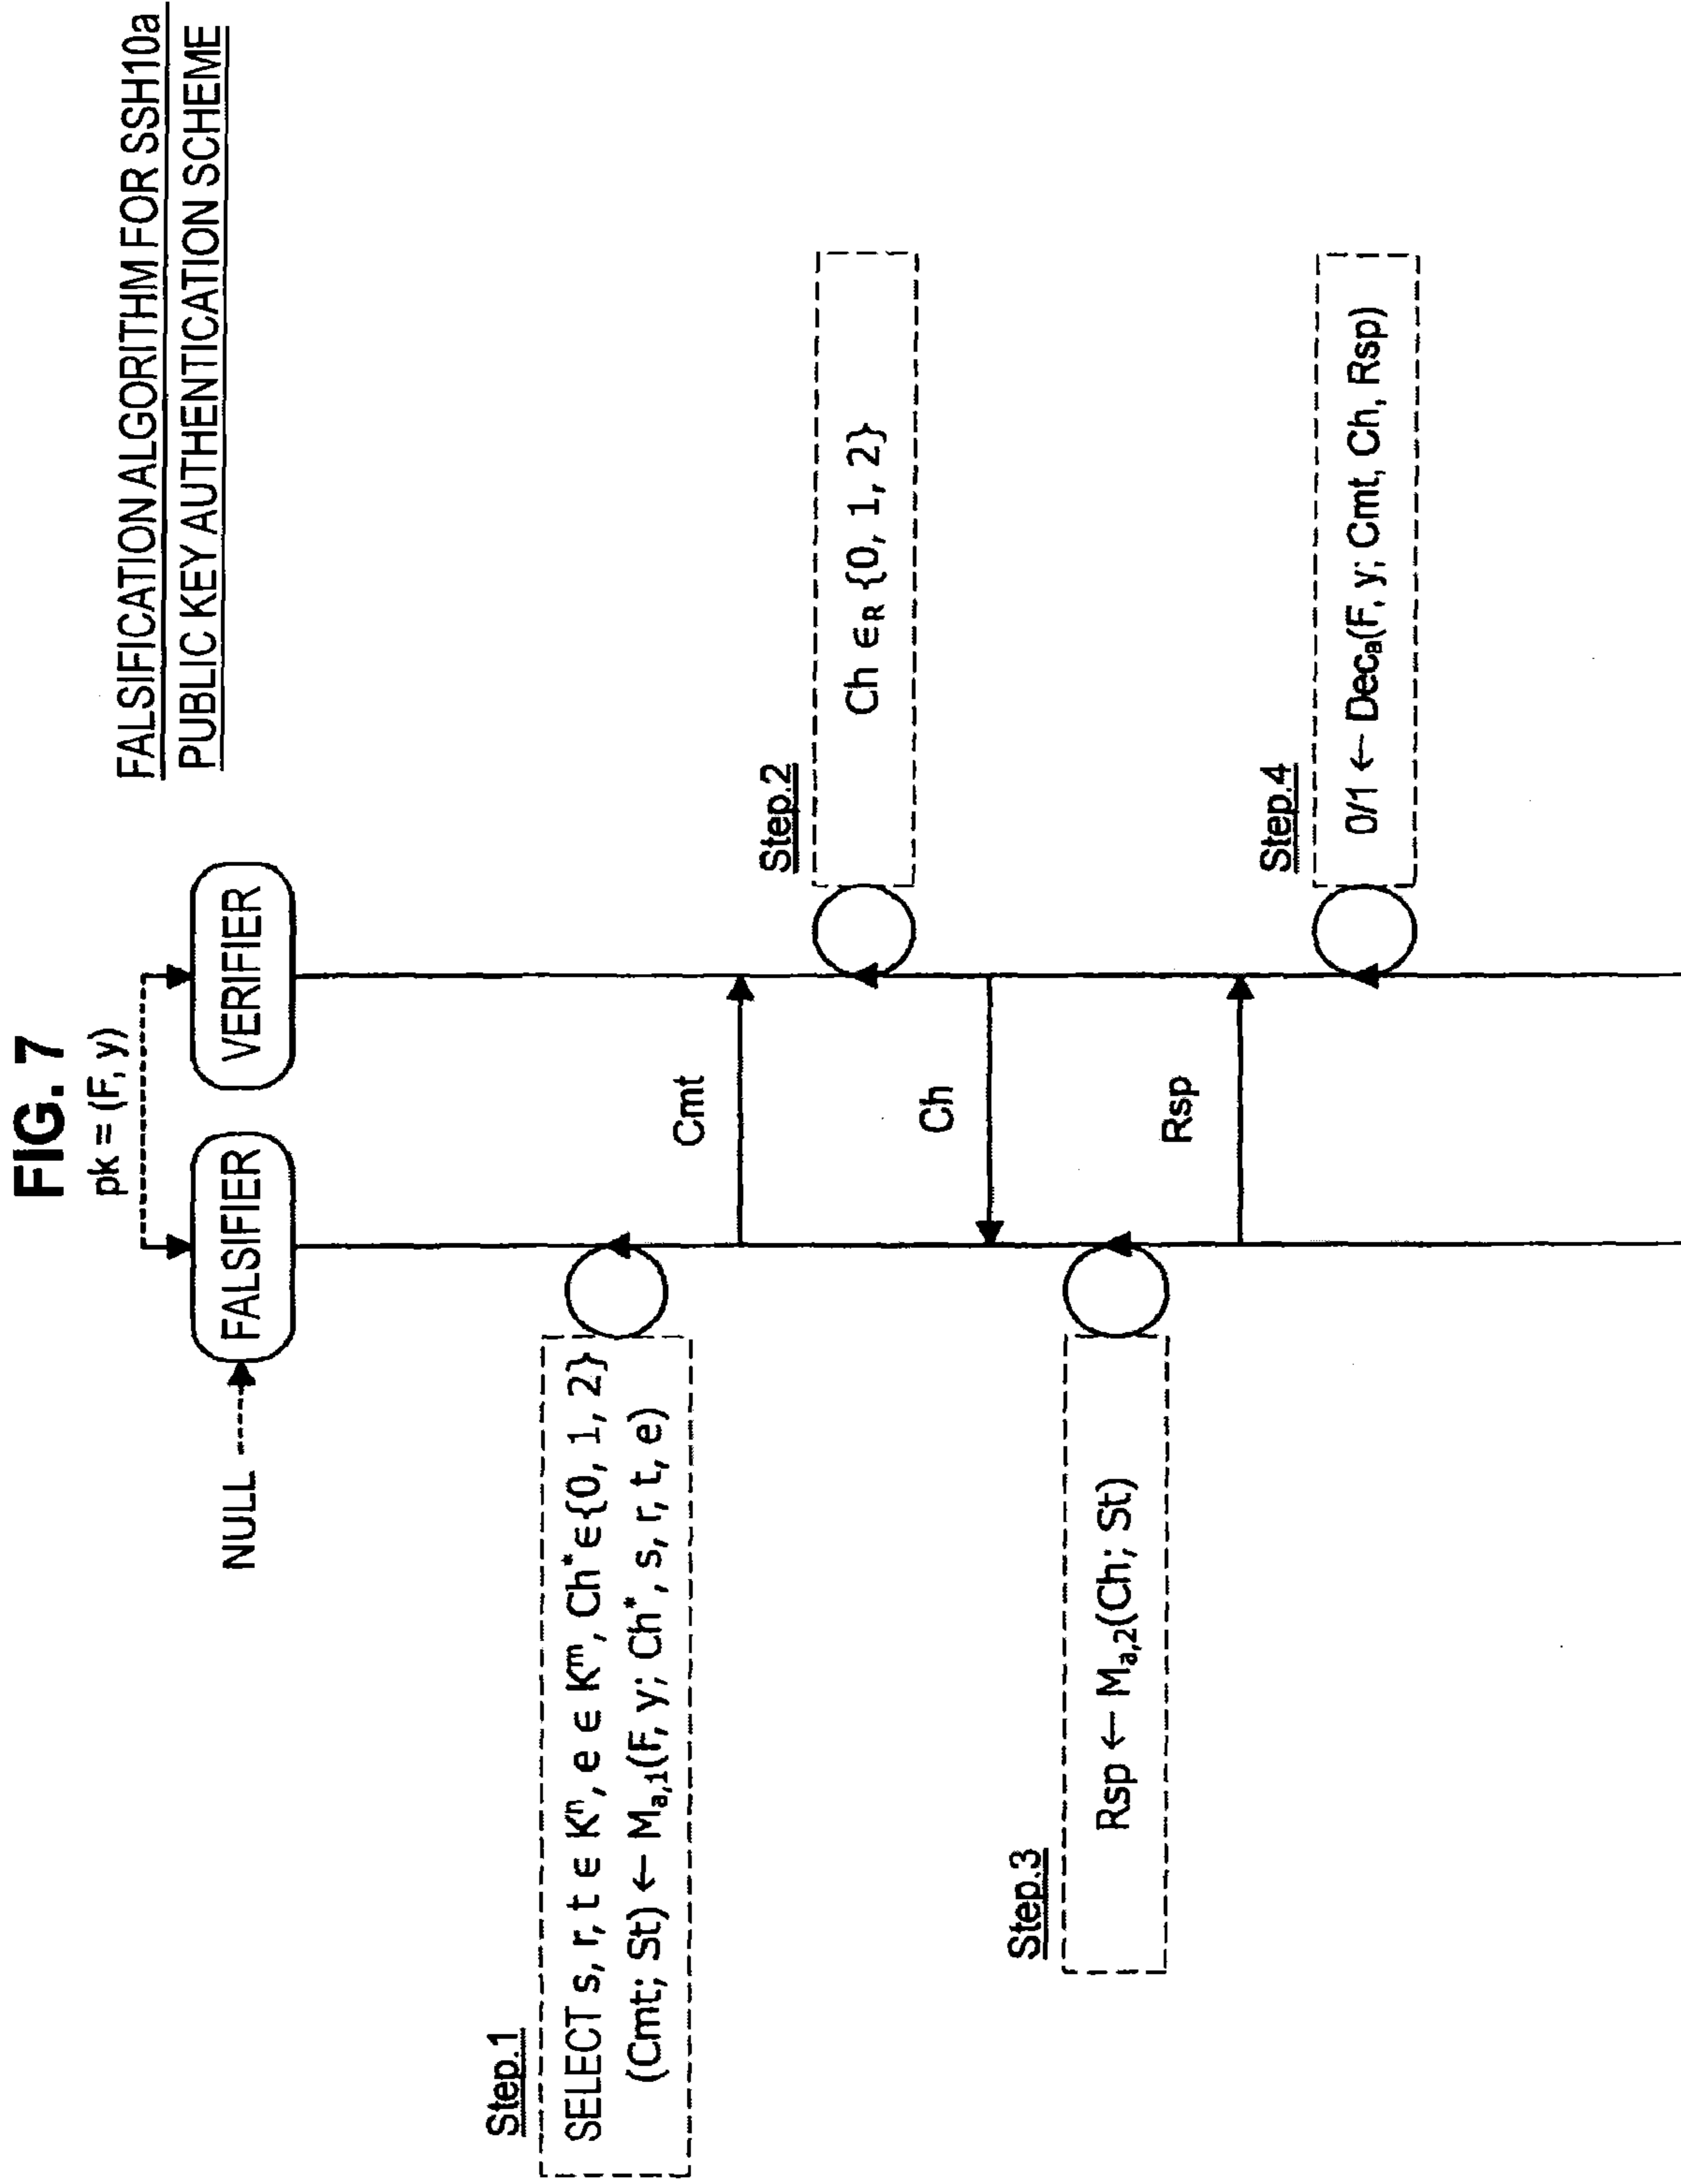 FIG. 7
FALSIFICATION ALGORITHM FOR SSH10a
PUBLIC KEY AUTHENTICATION SCHEME
pk = (F, y)
NULL
FALSIFIER
VERIFIER
Step.1
SELECT s, r, t ∈ Kⁿ, e ∈ Kᵐ, Ch* ∈ {0, 1, 2}
(Cmt; St) ← Mₐ,₁(F, y; Ch*, s, r, t, e)
Cmt
Step.2
Ch ∈R {0, 1, 2}
Ch
Step.3
Rsp ← Mₐ,₂(Ch; St)
Rsp
Step.4
0/1 ← Decₐ(F, y; Cmt, Ch, Rsp)